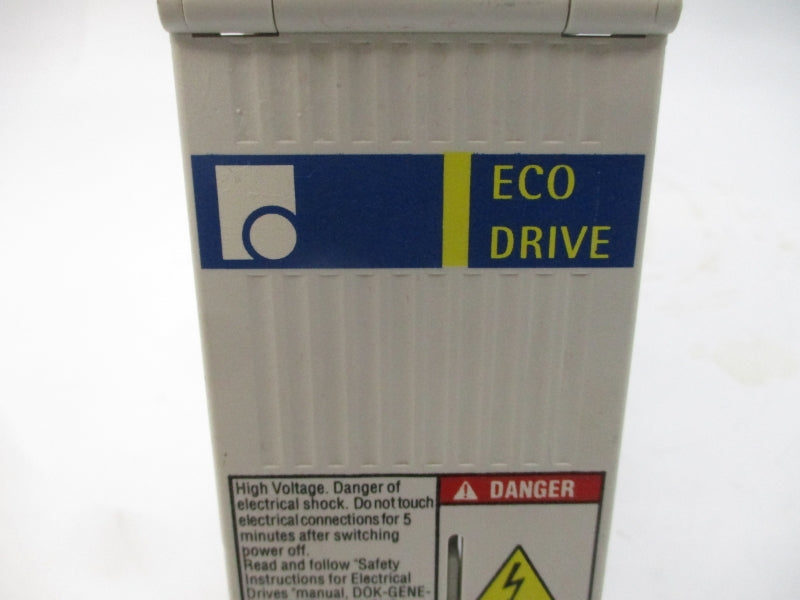 ECO
DRIVE
High Voltage. Danger of
electrical shock. Do not touch
electrical connections for 5
minutes after switching
power off.
Read and follow "Safety
Instructions for Electrical
Drives "manual, DOK-GENE-
DANGER